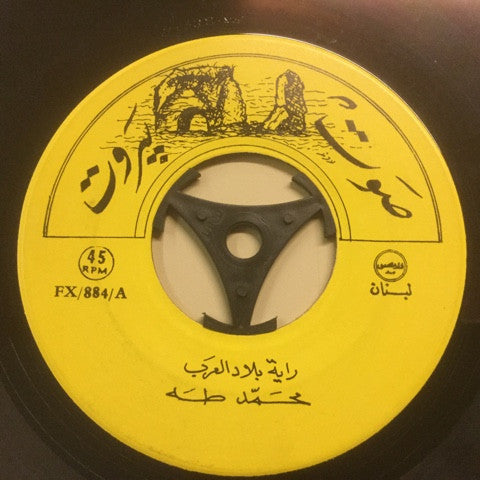 صوت بيروت
45
RPM
FX/884/A
لبنان
راية بلاد العرب
محمد طه